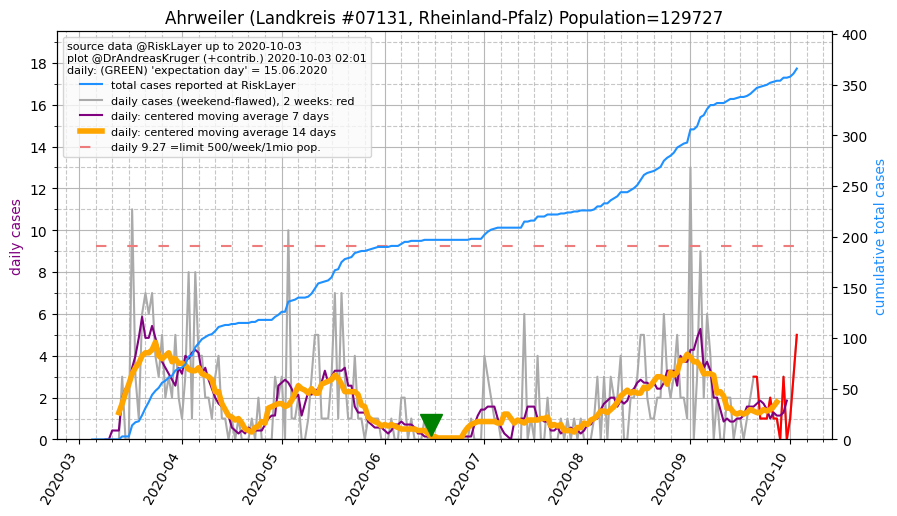 Ahrweiler (Landkreis #07131, Rheinland-Pfalz) Population=129727
source data @RiskLayer up to 2020-10-03
plot @DrAndreasKruger (+contrib.) 2020-10-03 02:01
daily: (GREEN) 'expectation day' = 15.06.2020
total cases reported at RiskLayer
daily cases (weekend-flawed), 2 weeks: red
daily: centered moving average 7 days
daily: centered moving average 14 days
daily 9.27 =limit 500/week/1mio pop.
daily cases
18
16
14
12
10
8
6
4
2
0
cumulative total cases
400
350
300
250
200
150
100
50
0
2020-03
2020-04
2020-05
2020-06
2020-07
2020-08
2020-09
2020-10